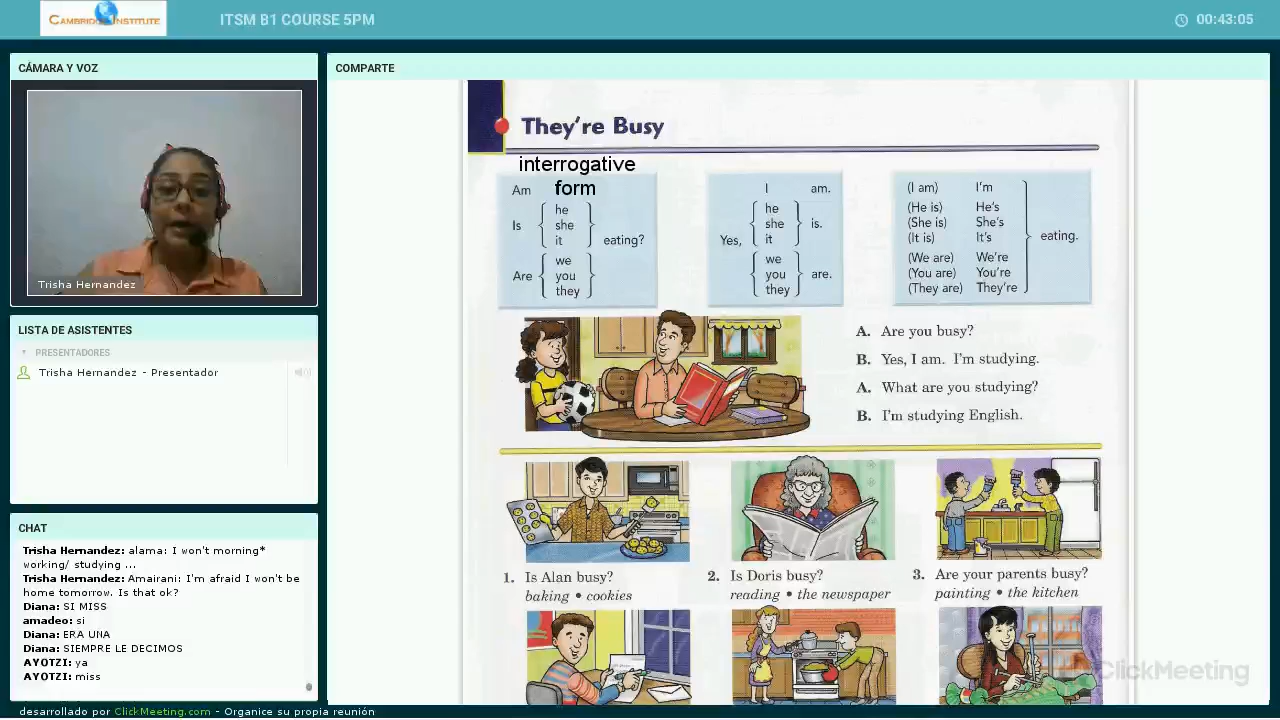 CAMBRIDGE INSTITUTE
ITSM B1 COURSE 5PM
00:43:05
CÁMARA Y VOZ
Trisha Hernandez
LISTA DE ASISTENTES
PRESENTADORES
Trisha Hernandez - Presentador
CHAT
Trisha Hernandez: alama: I won't morning*
working/ studying ...
Trisha Hernandez: Amairani: I'm afraid I won't be
home tomorrow. Is that ok?
Diana: SI MISS
amadeo: si
Diana: ERA UNA
Diana: SIEMPRE LE DECIMOS
AYOTZI: ya
AYOTZI: miss
COMPARTE
They're Busy
interrogative
form
Am
Is
he
she
it
eating?
Are
we
you
they
I am.
Yes,
he
she
it
is.
we
you
they
are.
(I am) I'm
(He is) He's
(She is) She's
(It is) It's
eating.
(We are) We're
(You are) You're
(They are) They're
A. Are you busy?
B. Yes, I am. I'm studying.
A. What are you studying?
B. I'm studying English.
1. Is Alan busy?
baking • cookies
2. Is Doris busy?
reading • the newspaper
3. Are your parents busy?
painting • the kitchen
ClickMeeting
desarrollado por ClickMeeting.com - Organice su propia reunión